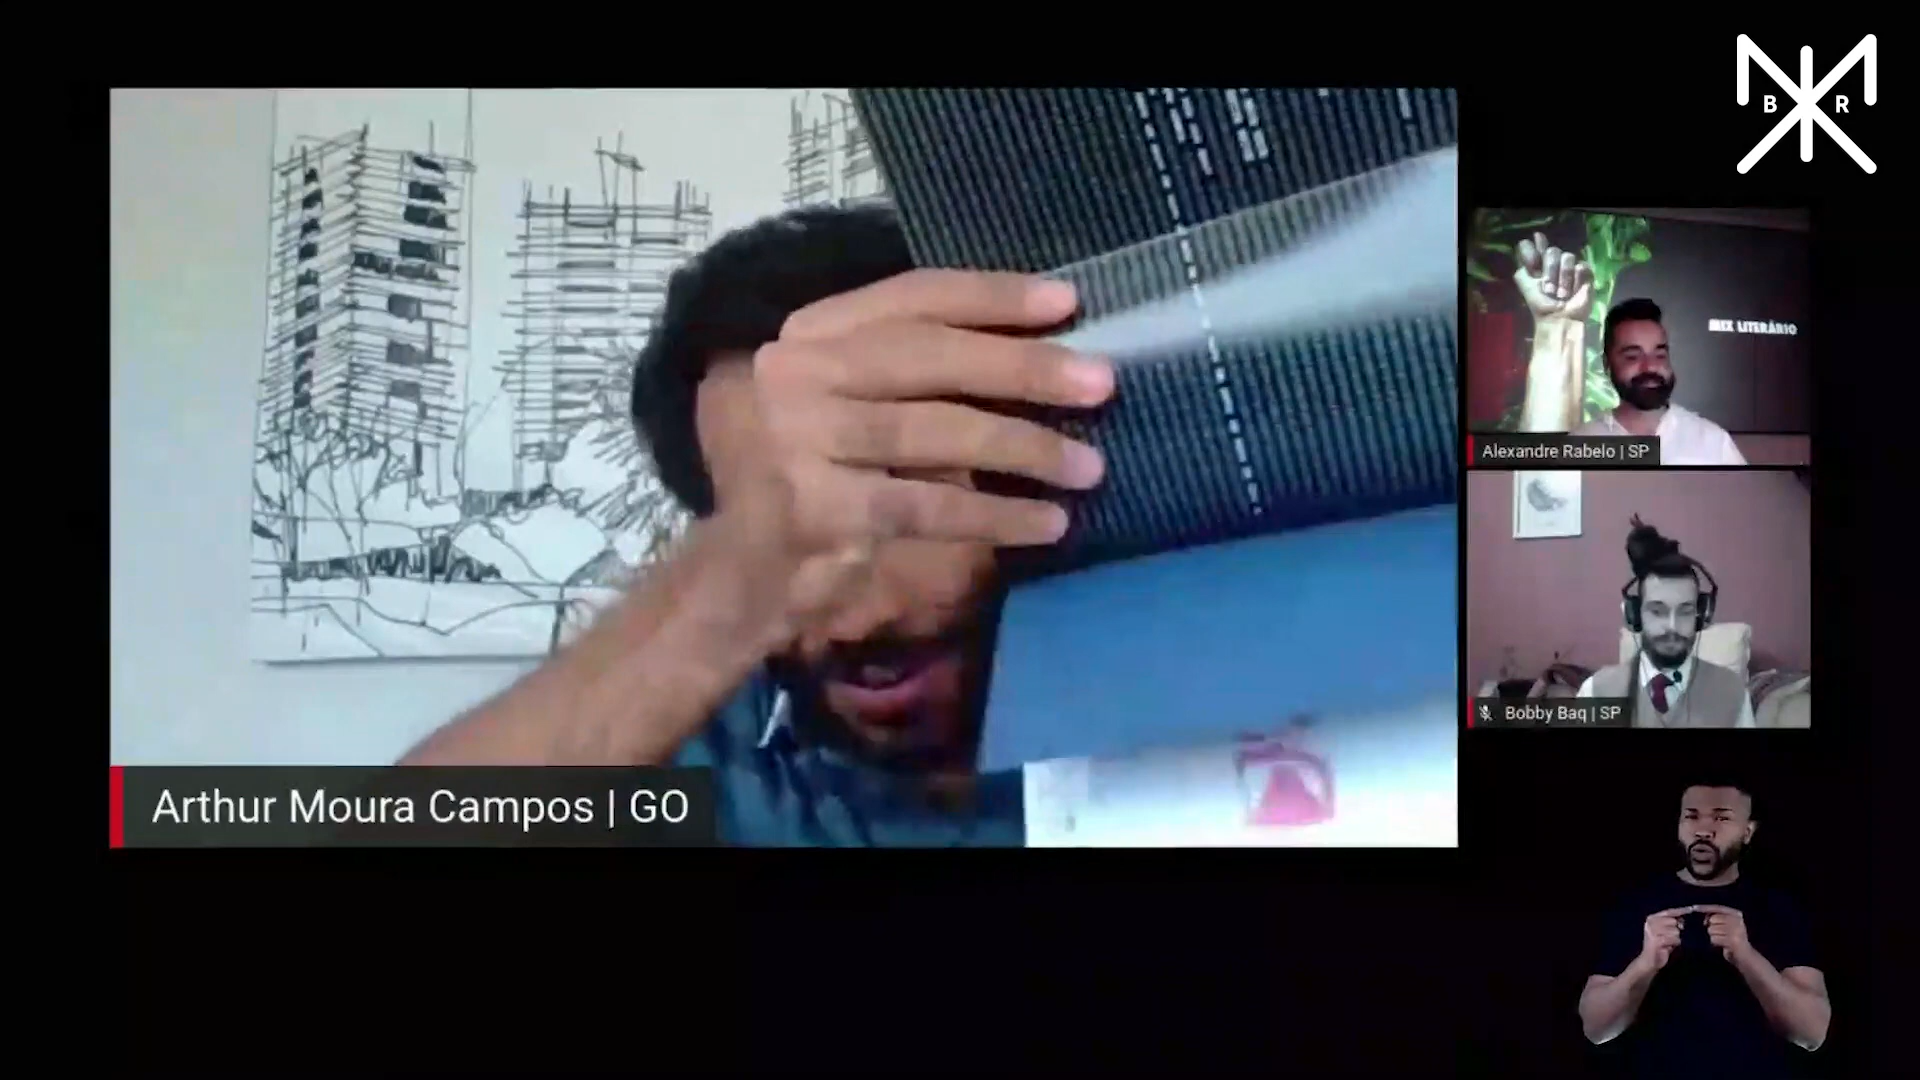 B R
MIX LITERÁRIO
Alexandre Rabelo | SP
Bobby Baq | SP
Arthur Moura Campos | GO